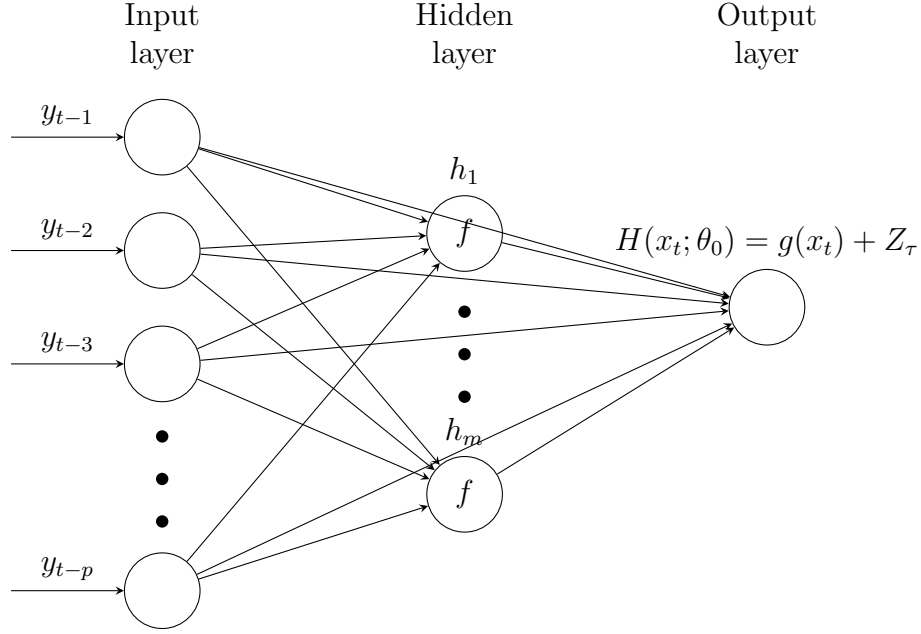 Input
layer
Hidden
layer
Output
layer
y_{t−1}
y_{t−2}
y_{t−3}
y_{t−p}
h_1
f
h_m
f
H(x_t; θ_0) = g(x_t) + Z_τ